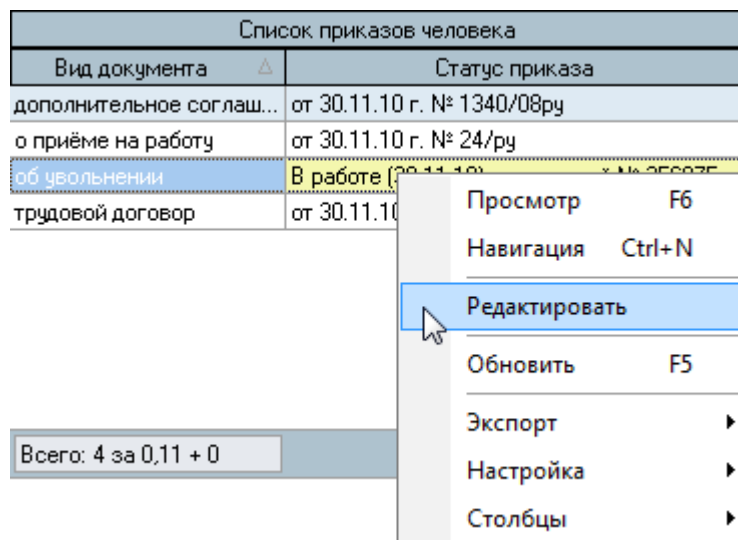 Список приказов человека
Вид документа Статус приказа
дополнительное соглаш... от 30.11.10 г. № 1340/08ру
о приёме на работу от 30.11.10 г. № 24/ру
об увольнении В работе (
трудовой договор от 30.11.10
Просмотр F6
Навигация Ctrl+N
Редактировать
Обновить F5
Экспорт
Настройка
Столбцы
Всего: 4 за 0,11 + 0